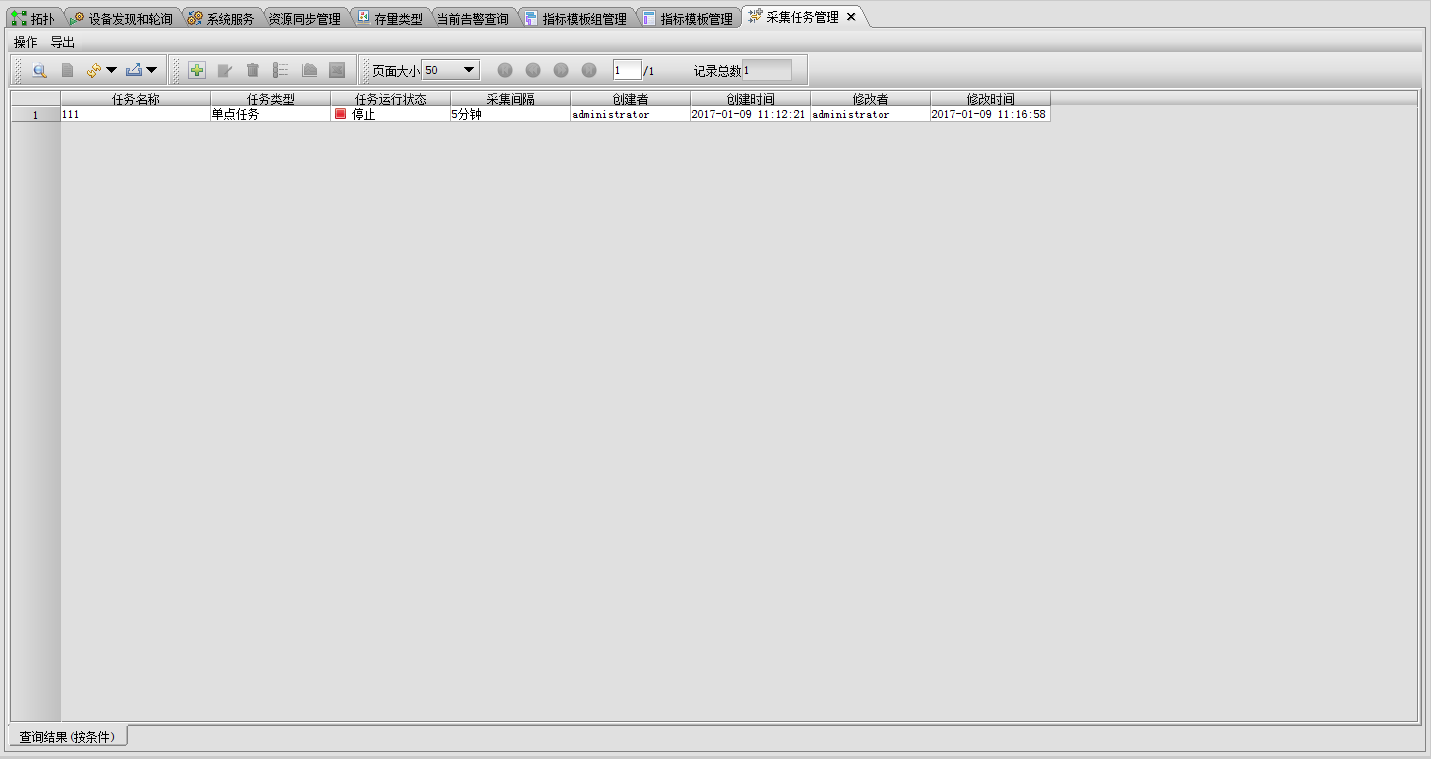 拓扑 设备发现和轮询 系统服务 资源同步管理 存量类型 当前告警查询 指标模板组管理 指标模板管理 采集任务管理
操作 导出
页面大小 50 1 /1 记录总数 1
任务名称 任务类型 任务运行状态 采集间隔 创建者 创建时间 修改者 修改时间
1 111 单点任务 停止 5分钟 administrator 2017-01-09 11:12:21 administrator 2017-01-09 11:16:58
查询结果(按条件)